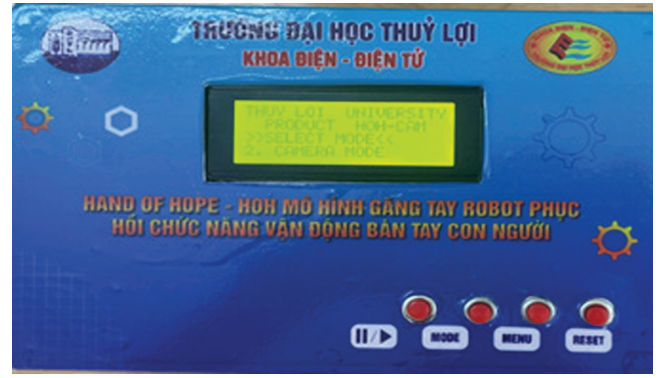 TRƯỜNG ĐẠI HỌC THUỶ LỢI
KHOA ĐIỆN - ĐIỆN TỬ
THUY LOI UNIVERSITY
PRODUCT HOH-CAM
>>SELECT MODE<<
2. CAMERA MODE
HAND OF HOPE - HOH MÔ HÌNH GĂNG TAY ROBOT PHỤC
HỒI CHỨC NĂNG VẬN ĐỘNG BÀN TAY CON NGƯỜI
MODE
MENU
RESET